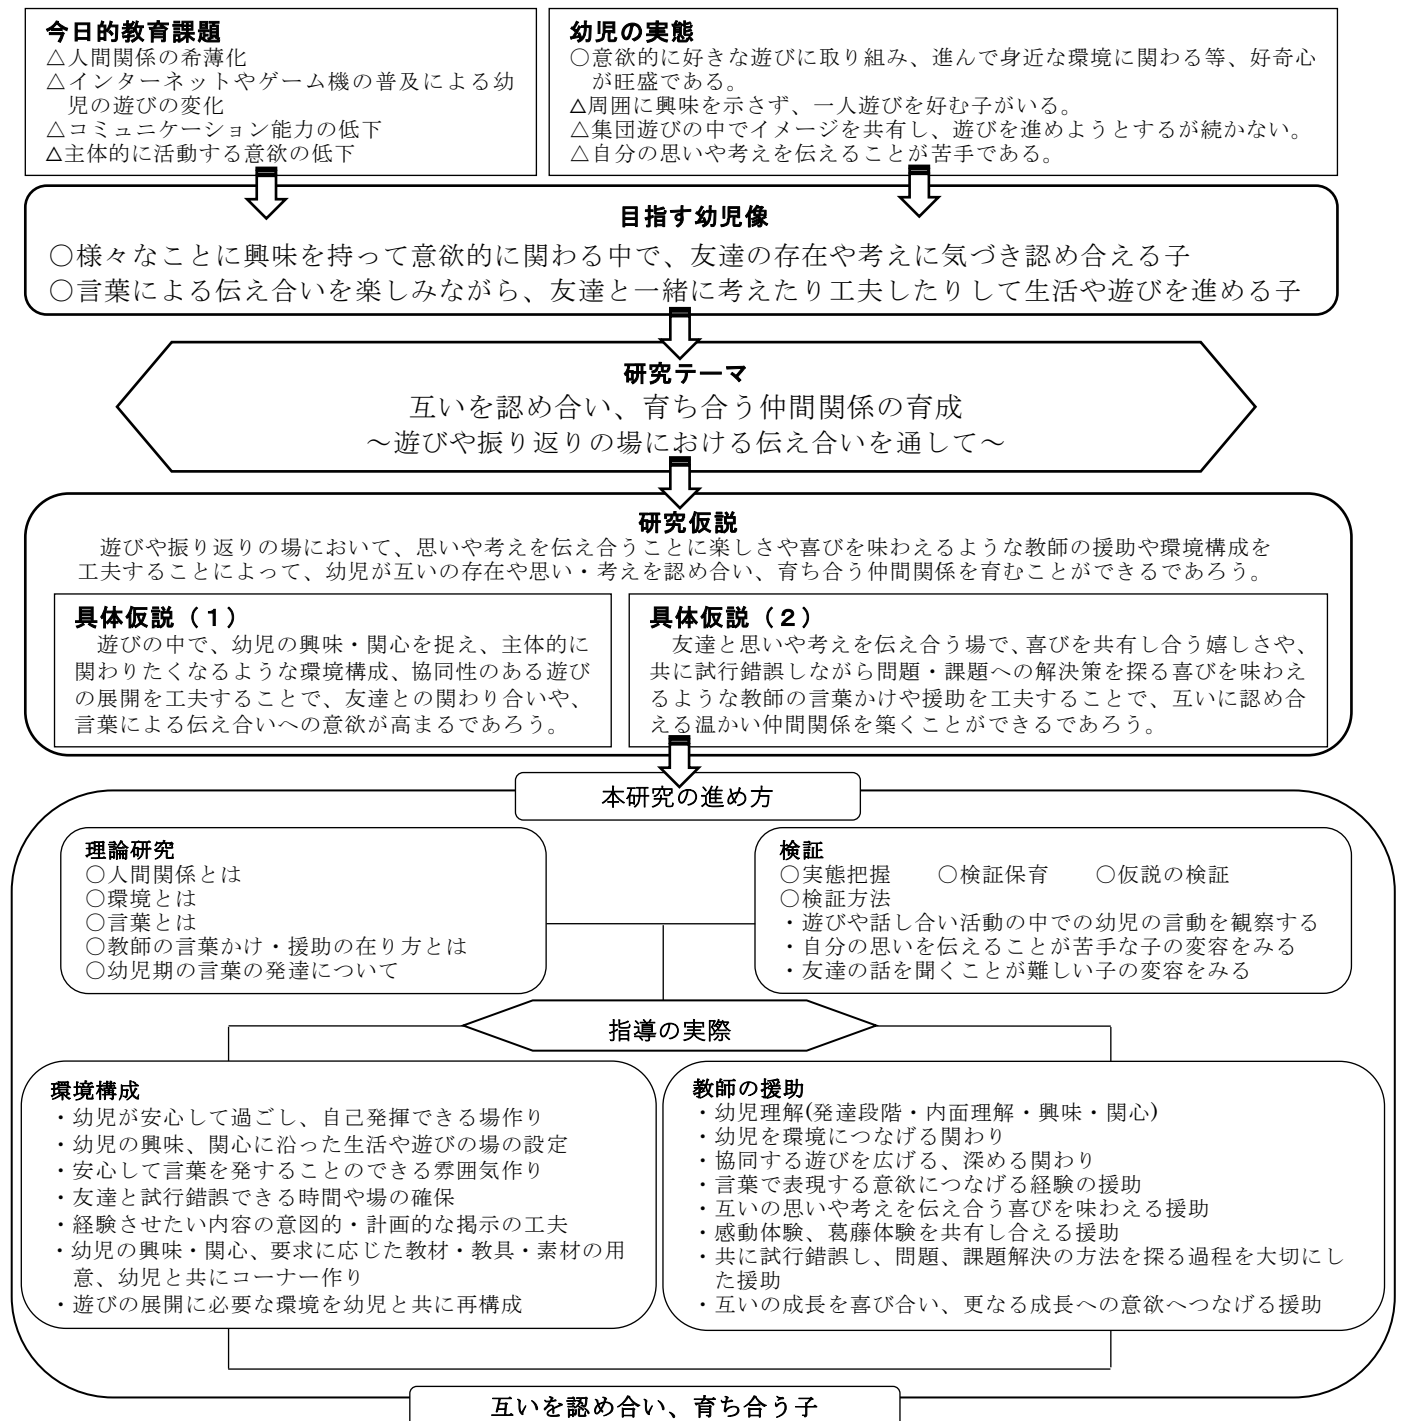 今日的教育課題
△人間関係の希薄化
△インターネットやゲーム機の普及による幼
児の遊びの変化
△コミュニケーション能力の低下
△主体的に活動する意欲の低下
幼児の実態
○意欲的に好きな遊びに取り組み、進んで身近な環境に関わる等、好奇心
が旺盛である。
△周囲に興味を示さず、一人遊びを好む子がいる。
△集団遊びの中でイメージを共有し、遊びを進めようとするが続かない。
△自分の思いや考えを伝えることが苦手である。
目指す幼児像
○様々なことに興味を持って意欲的に関わる中で、友達の存在や考えに気づき認め合える子
○言葉による伝え合いを楽しみながら、友達と一緒に考えたり工夫したりして生活や遊びを進める子
研究テーマ
互いを認め合い、育ち合う仲間関係の育成
～遊びや振り返りの場における伝え合いを通して～
研究仮説
遊びや振り返りの場において、思いや考えを伝え合うことに楽しさや喜びを味わえるような教師の援助や環境構成を
工夫することによって、幼児が互いの存在や思い・考えを認め合い、育ち合う仲間関係を育むことができるであろう。
具体仮説（１）
遊びの中で、幼児の興味・関心を捉え、主体的に
関わりたくなるような環境構成、協同性のある遊び
の展開を工夫することで、友達との関わり合いや、
言葉による伝え合いへの意欲が高まるであろう。
具体仮説（２）
友達と思いや考えを伝え合う場で、喜びを共有し合う嬉しさや、
共に試行錯誤しながら問題・課題への解決策を探る喜びを味わえ
るような教師の言葉かけや援助を工夫することで、互いに認め合
える温かい仲間関係を築くことができるであろう。
本研究の進め方
理論研究
○人間関係とは
○環境とは
○言葉とは
○教師の言葉かけ・援助の在り方とは
○幼児期の言葉の発達について
検証
○実態把握　○検証保育　○仮説の検証
○検証方法
・遊びや話し合い活動の中での幼児の言動を観察する
・自分の思いを伝えることが苦手な子の変容をみる
・友達の話を聞くことが難しい子の変容をみる
指導の実際
環境構成
・幼児が安心して過ごし、自己発揮できる場作り
・幼児の興味、関心に沿った生活や遊びの場の設定
・安心して言葉を発することのできる雰囲気作り
・友達と試行錯誤できる時間や場の確保
・経験させたい内容の意図的・計画的な掲示の工夫
・幼児の興味・関心、要求に応じた教材・教具・素材の用
意、幼児と共にコーナー作り
・遊びの展開に必要な環境を幼児と共に再構成
教師の援助
・幼児理解(発達段階・内面理解・興味・関心)
・幼児を環境につなげる関わり
・協同する遊びを広げる、深める関わり
・言葉で表現する意欲につなげる経験の援助
・互いの思いや考えを伝え合う喜びを味わえる援助
・感動体験、葛藤体験を共有し合える援助
・共に試行錯誤し、問題、課題解決の方法を探る過程を大切にし
た援助
・互いの成長を喜び合い、更なる成長への意欲へつなげる援助
互いを認め合い、育ち合う子